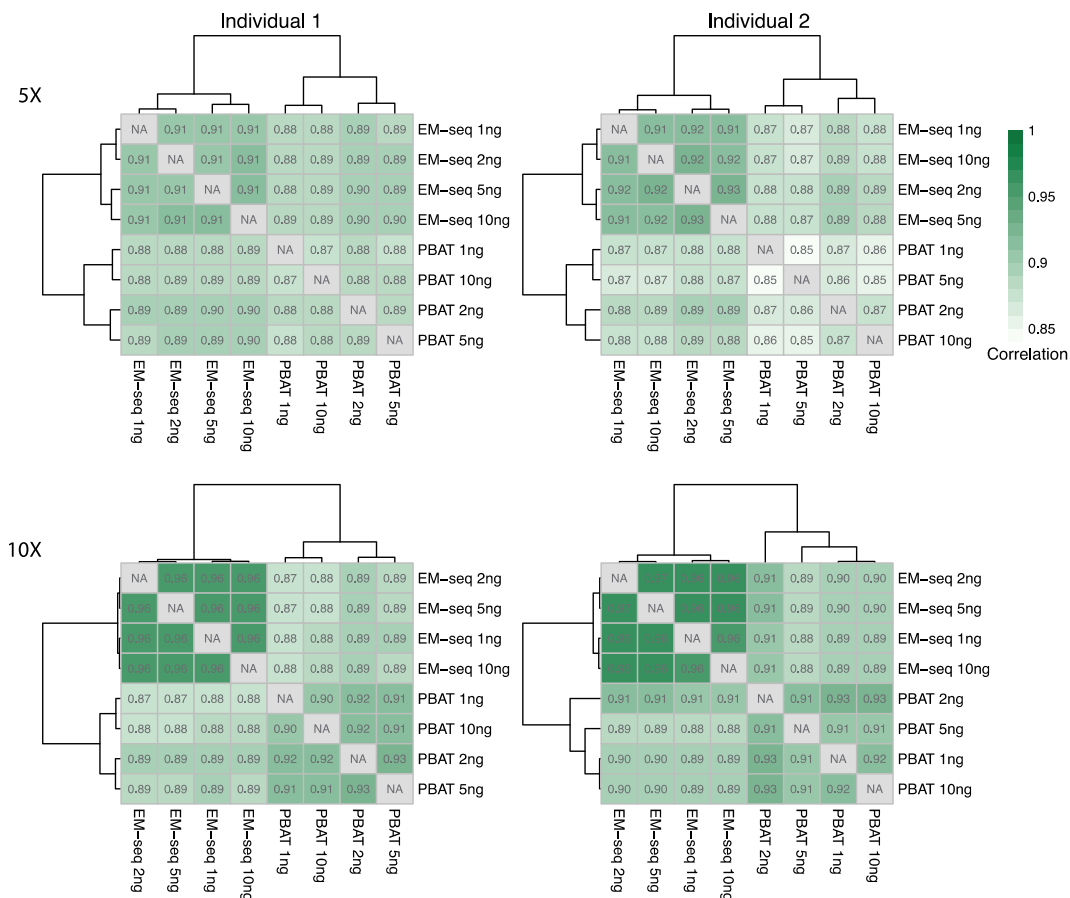 Individual 1
5X
NA 0.91 0.91 0.91 0.88 0.88 0.89 0.89 EM−seq 1ng
0.91 NA 0.91 0.91 0.88 0.89 0.89 0.89 EM−seq 2ng
0.91 0.91 NA 0.91 0.88 0.89 0.90 0.89 EM−seq 5ng
0.91 0.91 0.91 NA 0.89 0.89 0.90 0.90 EM−seq 10ng
0.88 0.88 0.88 0.89 NA 0.87 0.88 0.88 PBAT 1ng
0.88 0.89 0.89 0.89 0.87 NA 0.88 0.88 PBAT 10ng
0.89 0.89 0.90 0.90 0.88 0.88 NA 0.89 PBAT 2ng
0.89 0.89 0.89 0.90 0.88 0.88 0.89 NA PBAT 5ng
EM−seq 1ng
EM−seq 2ng
EM−seq 5ng
EM−seq 10ng
PBAT 1ng
PBAT 10ng
PBAT 2ng
PBAT 5ng
Individual 2
NA 0.91 0.92 0.91 0.87 0.87 0.88 0.88 EM−seq 1ng
0.91 NA 0.92 0.92 0.87 0.87 0.89 0.88 EM−seq 10ng
0.92 0.92 NA 0.93 0.88 0.88 0.89 0.89 EM−seq 2ng
0.91 0.92 0.93 NA 0.88 0.87 0.89 0.88 EM−seq 5ng
0.87 0.87 0.88 0.88 NA 0.85 0.87 0.86 PBAT 1ng
0.87 0.87 0.88 0.87 0.85 NA 0.86 0.85 PBAT 5ng
0.88 0.89 0.89 0.89 0.87 0.86 NA 0.87 PBAT 2ng
0.88 0.88 0.89 0.88 0.86 0.85 0.87 NA PBAT 10ng
EM−seq 1ng
EM−seq 10ng
EM−seq 2ng
EM−seq 5ng
PBAT 1ng
PBAT 5ng
PBAT 2ng
PBAT 10ng
1
0.95
0.9
0.85
Correlation
10X
NA 0.96 0.96 0.96 0.87 0.88 0.89 0.89 EM−seq 2ng
0.96 NA 0.96 0.96 0.87 0.88 0.89 0.89 EM−seq 5ng
0.96 0.96 NA 0.96 0.88 0.88 0.89 0.89 EM−seq 1ng
0.96 0.96 0.96 NA 0.88 0.88 0.89 0.89 EM−seq 10ng
0.87 0.87 0.88 0.88 NA 0.90 0.92 0.91 PBAT 1ng
0.88 0.88 0.88 0.88 0.90 NA 0.92 0.91 PBAT 10ng
0.89 0.89 0.89 0.89 0.92 0.92 NA 0.93 PBAT 2ng
0.89 0.89 0.89 0.89 0.91 0.91 0.93 NA PBAT 5ng
EM−seq 2ng
EM−seq 5ng
EM−seq 1ng
EM−seq 10ng
PBAT 1ng
PBAT 10ng
PBAT 2ng
PBAT 5ng
NA 0.91 0.89 0.90 0.90 EM−seq 2ng
NA 0.91 0.89 0.90 0.90 EM−seq 5ng
NA 0.96 0.91 0.88 0.89 0.89 EM−seq 1ng
0.96 NA 0.91 0.88 0.89 0.89 EM−seq 10ng
0.91 0.91 0.91 0.91 NA 0.91 0.93 0.93 PBAT 2ng
0.89 0.89 0.88 0.88 0.91 NA 0.91 0.91 PBAT 5ng
0.90 0.90 0.89 0.89 0.93 0.91 NA 0.92 PBAT 1ng
0.90 0.90 0.89 0.89 0.93 0.91 0.92 NA PBAT 10ng
EM−seq 2ng
EM−seq 5ng
EM−seq 1ng
EM−seq 10ng
PBAT 2ng
PBAT 5ng
PBAT 1ng
PBAT 10ng